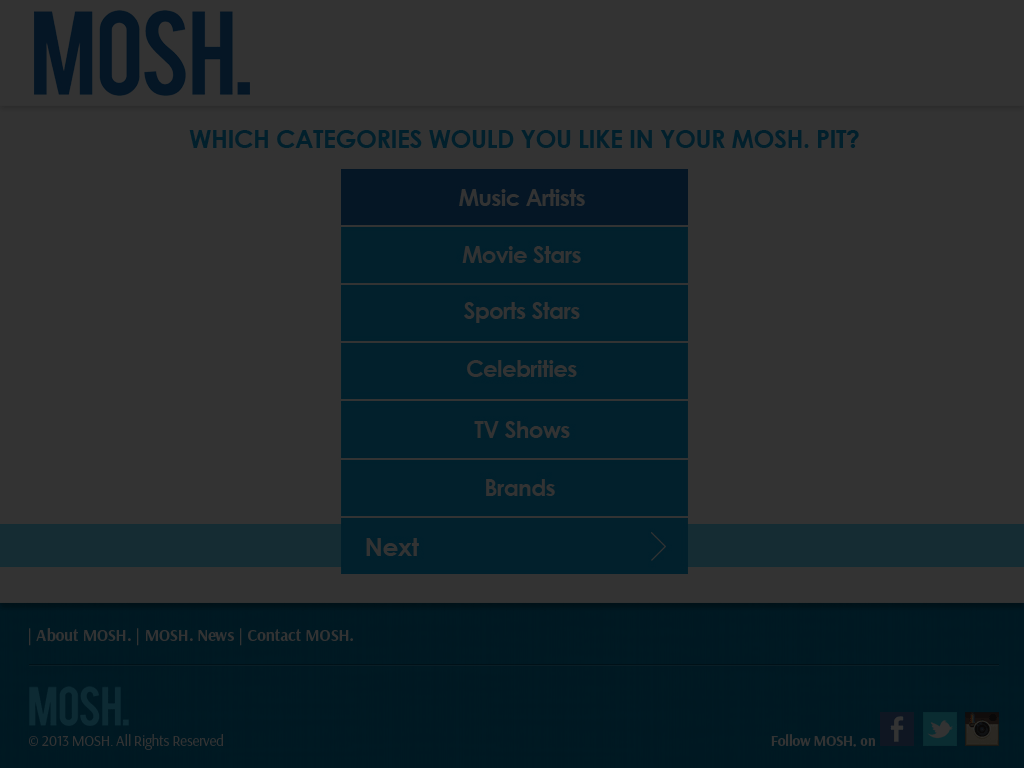 MOSH.
WHICH CATEGORIES WOULD YOU LIKE IN YOUR MOSH. PIT?
Music Artists
Movie Stars
Sports Stars
Celebrities
TV Shows
Brands
Next
| About MOSH. | MOSH. News | Contact MOSH.
MOSH.
© 2013 MOSH. All Rights Reserved
Follow MOSH. on